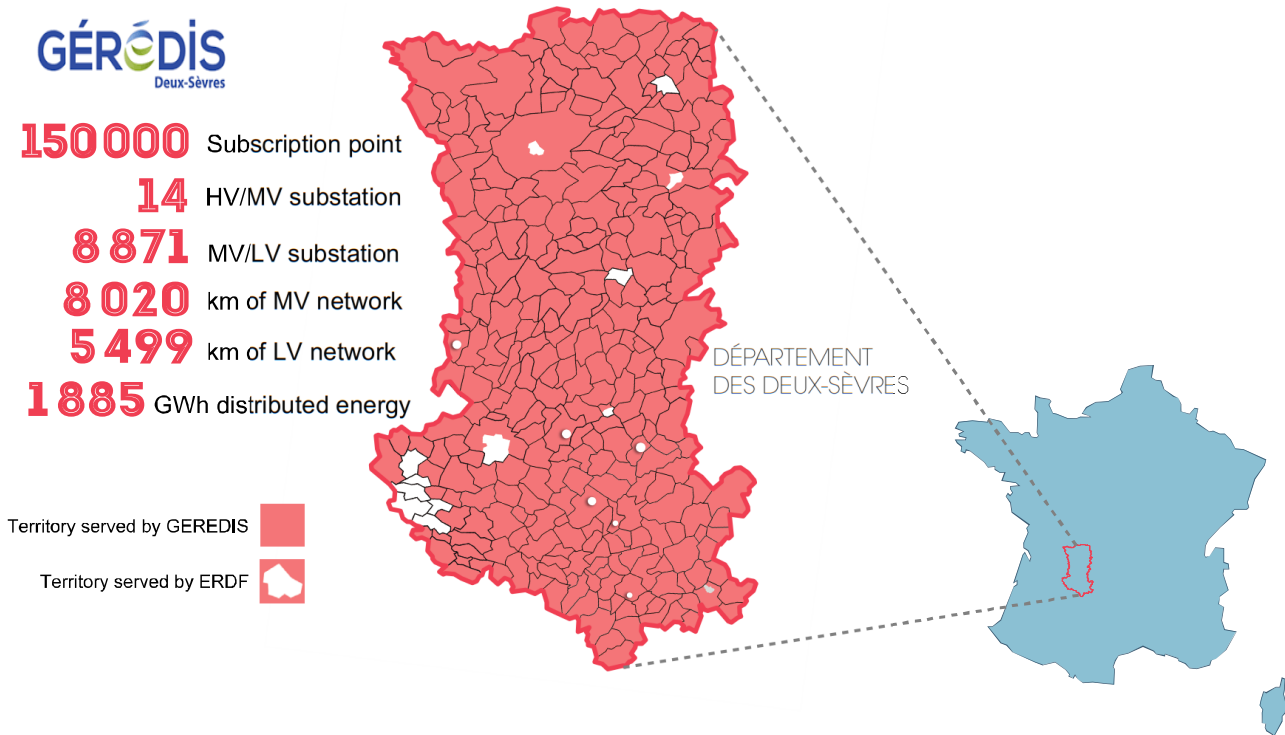 GÉRÉDIS
Deux-Sèvres
150 000 Subscription point
14 HV/MV substation
8 871 MV/LV substation
8 020 km of MV network
5 499 km of LV network
1 885 GWh distributed energy
DÉPARTEMENT
DES DEUX-SÈVRES
Territory served by GEREDIS
Territory served by ERDF